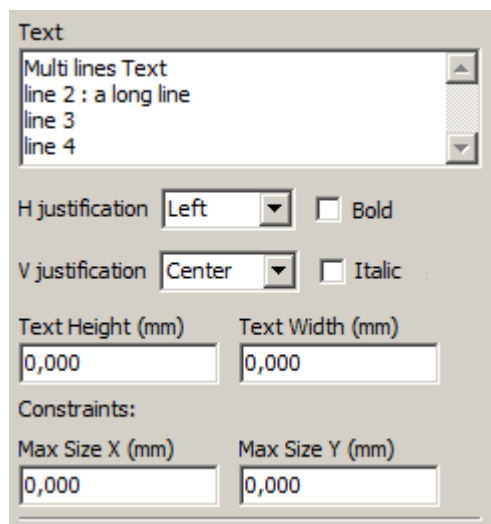 Text
Multi lines Text
line 2 : a long line
line 3
line 4
H justification Left Bold
V justification Center Italic
Text Height (mm) Text Width (mm)
0,000 0,000
Constraints:
Max Size X (mm) Max Size Y (mm)
0,000 0,000